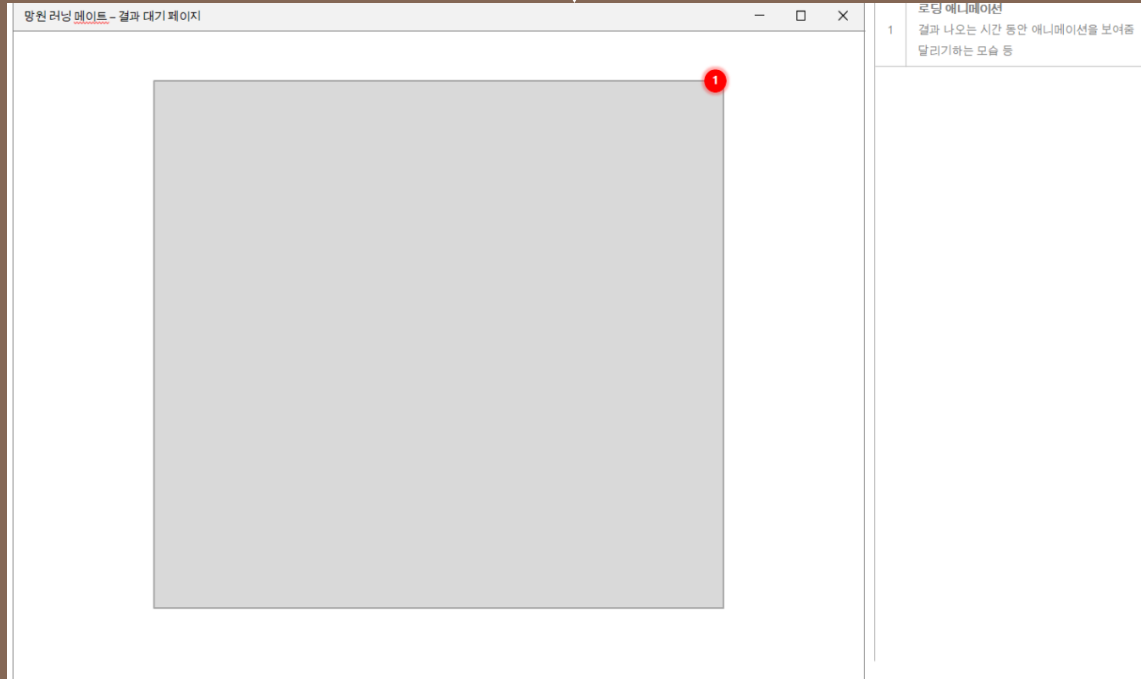 망원 러닝 메이트 – 결과 대기 페이지
1
로딩 애니메이션
1
결과 나오는 시간 동안 애니메이션을 보여줌
달리기하는 모습 등